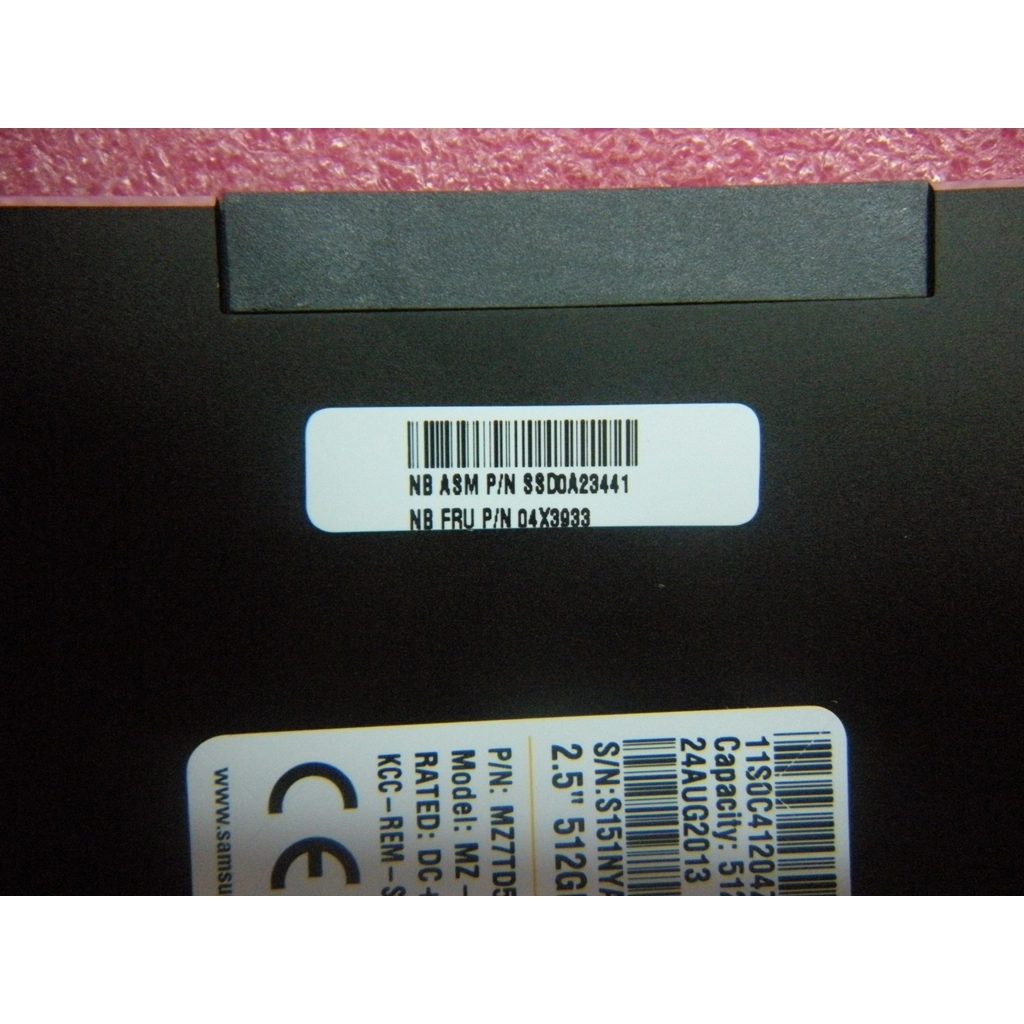 NB ASM P/N SSD0A23441
NB FRU P/N 04X3933
11S0C41204
Capacity: 512
24AUG2013
S/N:S151NYA
2.5" 512G
P/N: MZ7TD5
Model: MZ-
RATED: DC+
KCC-REM-S
CE
www.samsu